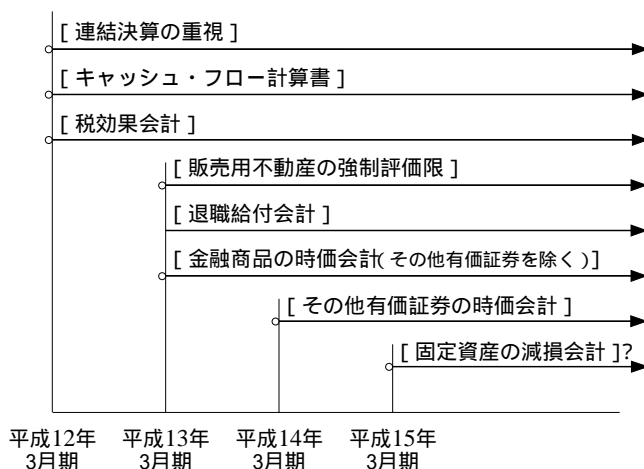 [ 連結決算の重視 ]
[ キャッシュ・フロー計算書 ]
[ 税効果会計 ]
[ 販売用不動産の強制評価限 ]
[ 退職給付会計 ]
[ 金融商品の時価会計( その他有価証券を除く ) ]
[ その他有価証券の時価会計 ]
[ 固定資産の減損会計 ]?
平成12年 平成13年 平成14年 平成15年
3月期 3月期 3月期 3月期